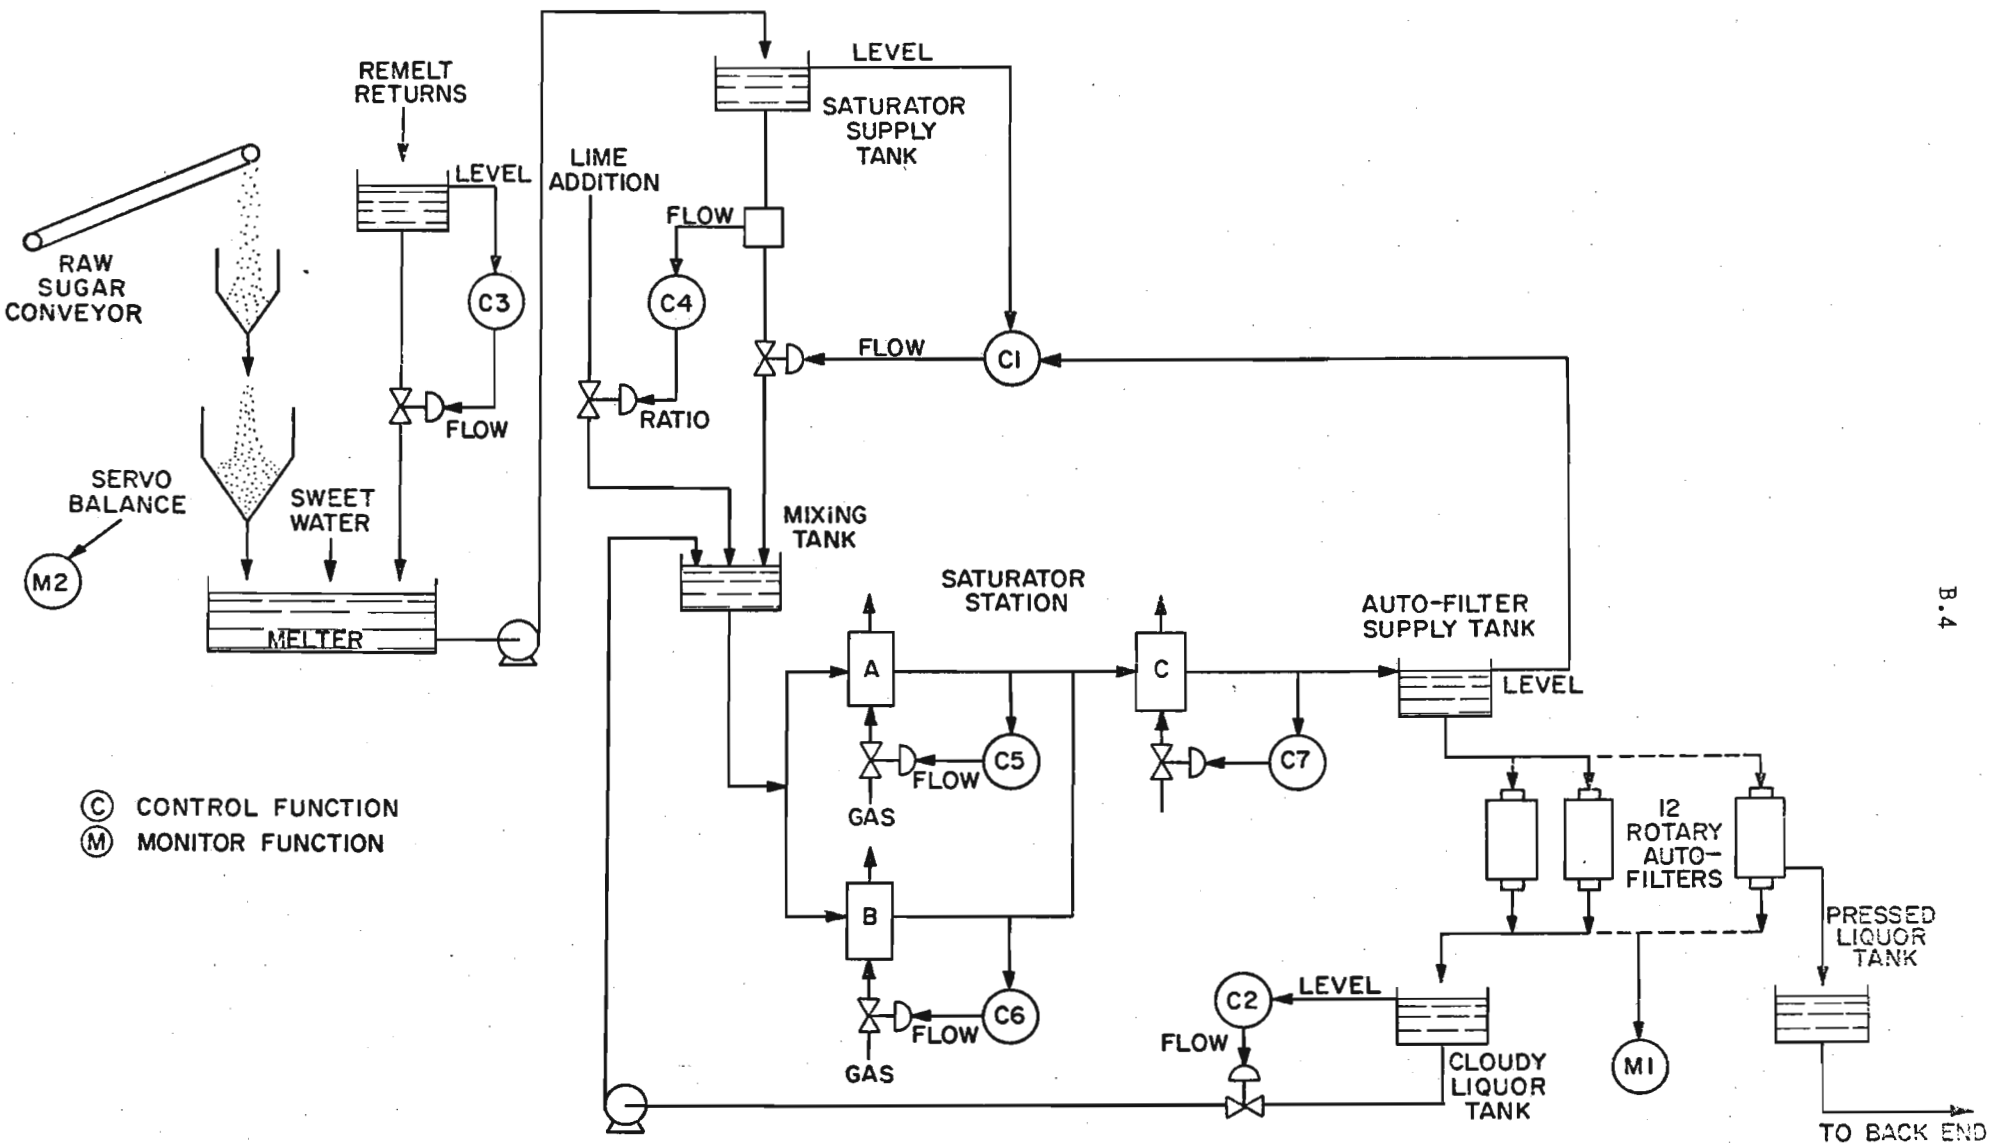 LEVEL
REMELT
RETURNS
SATURATOR
SUPPLY
TANK
LIME
ADDITION
LEVEL
FLOW
RAW
SUGAR
CONVEYOR
C3
C4
FLOW
C1
RATIO
FLOW
SERVO
BALANCE
SWEET
WATER
MIXING
TANK
M2
SATURATOR
STATION
AUTO-FILTER
SUPPLY TANK
B.4
MELTER
A
C
LEVEL
C5
C7
FLOW
GAS
C CONTROL FUNCTION
M MONITOR FUNCTION
12
ROTARY
AUTO-
FILTERS
B
PRESSED
LIQUOR
TANK
C2
LEVEL
C6
FLOW
FLOW
GAS
CLOUDY
LIQUOR
TANK
M1
TO BACK END